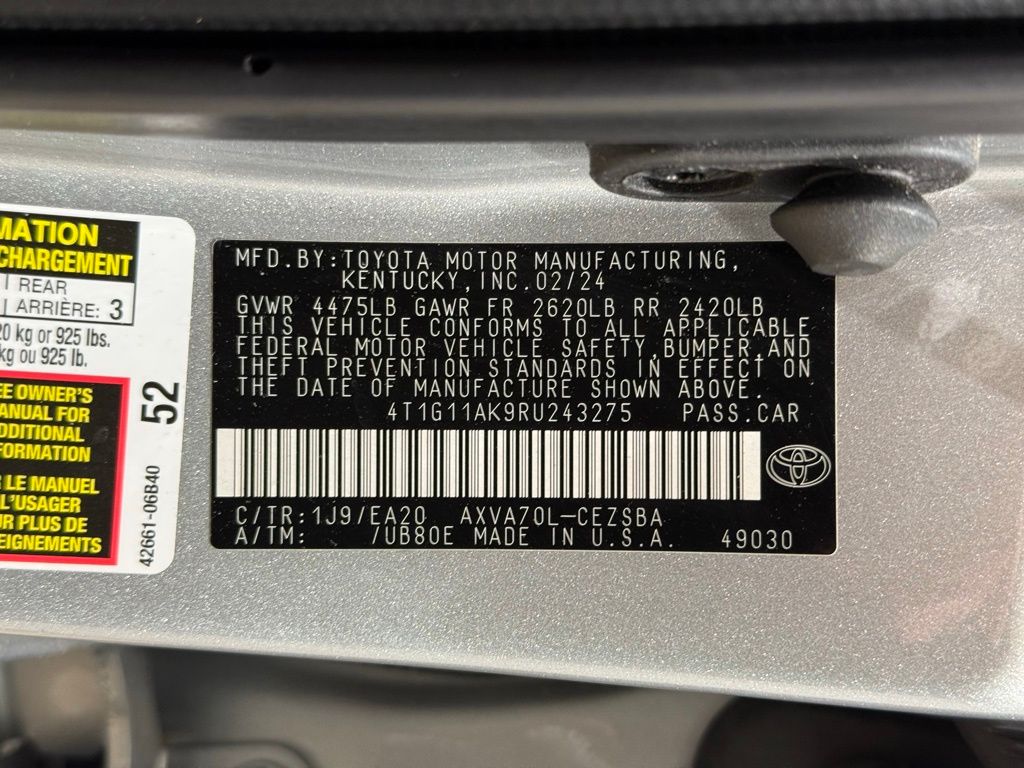 MATION
CHARGEMENT
REAR
ARRIÈRE: 3
20 kg or 925 lbs.
kg ou 925 lb.
EE OWNER'S
ANUAL FOR
DDITIONAL
FORMATION
LE MANUEL
L'USAGER
UR PLUS DE
EIGNEMENTS
52
42661-06B40
MFD.BY:TOYOTA MOTOR MANUFACTURING,
KENTUCKY,INC.02/24
GVWR 4475LB GAWR FR 2620LB RR 2420LB
THIS VEHICLE CONFORMS TO ALL APPLICABLE
FEDERAL MOTOR VEHICLE SAFETY,BUMPER,AND
THEFT PREVENTION STANDARDS IN EFFECT ON
THE DATE OF MANUFACTURE SHOWN ABOVE.
4T1G11AK9RU243275 PASS.CAR
C/TR:1J9/EA20 AXVA70L-CEZSBA
A/TM: /UB80E MADE IN U.S.A. 49030